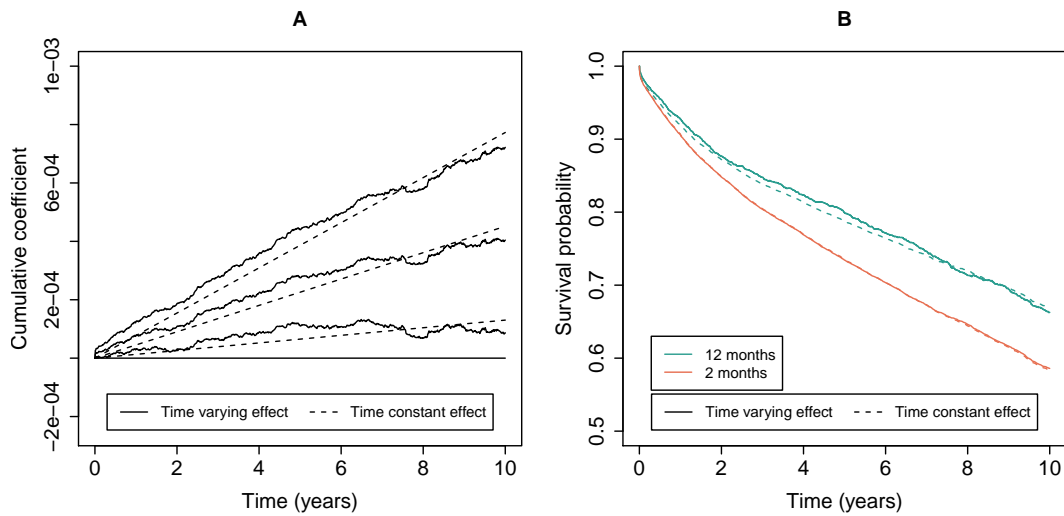 A
Cumulative coefficient
1e−03
6e−04
2e−04
−2e−04
Time varying effect
Time constant effect
0 2 4 6 8 10
Time (years)
B
Survival probability
1.0
0.9
0.8
0.7
0.6
0.5
12 months
2 months
Time varying effect
Time constant effect
0 2 4 6 8 10
Time (years)